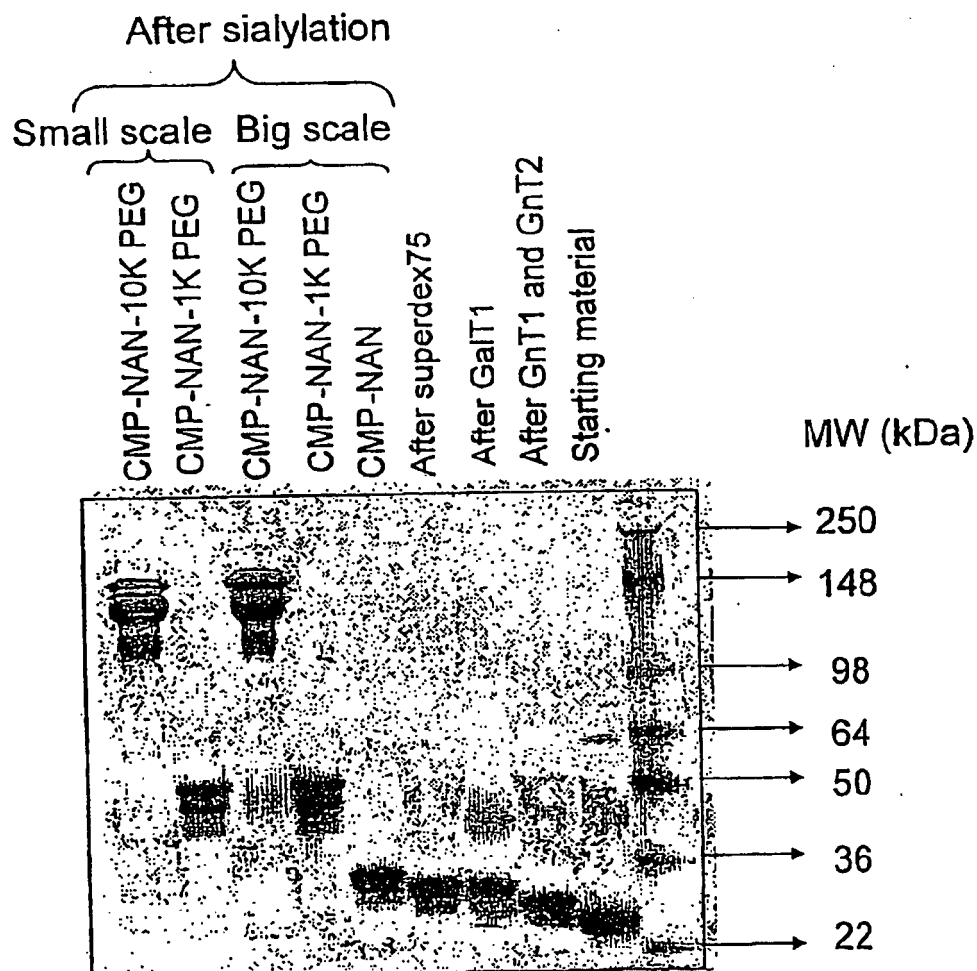 After sialylation
Small scale
Big scale
CMP-NAN-10K PEG
CMP-NAN-1K PEG
CMP-NAN-10K PEG
CMP-NAN-1K PEG
CMP-NAN
After superdex75
After GalT1
After GnT1 and GnT2
Starting material
MW (kDa)
250
148
98
64
50
36
22